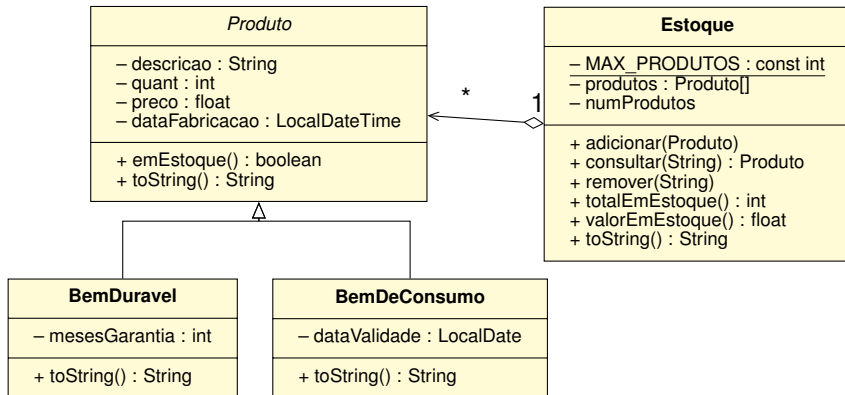 Produto
– descricao : String
– quant : int
– preco : float
– dataFabricacao : LocalDateTime
+ emEstoque() : boolean
+ toString() : String
*
1
Estoque
– MAX_PRODUTOS : const int
– produtos : Produto[]
– numProdutos
+ adicionar(Produto)
+ consultar(String) : Produto
+ remover(String)
+ totalEmEstoque() : int
+ valorEmEstoque() : float
+ toString() : String
BemDuravel
– mesesGarantia : int
+ toString() : String
BemDeConsumo
– dataValidade : LocalDate
+ toString() : String